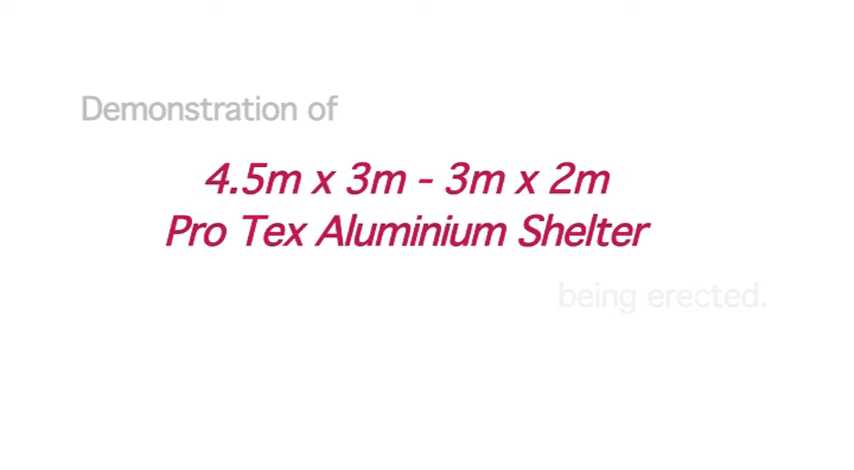 Demonstration of
4.5m x 3m - 3m x 2m
Pro Tex Aluminium Shelter
being erected.